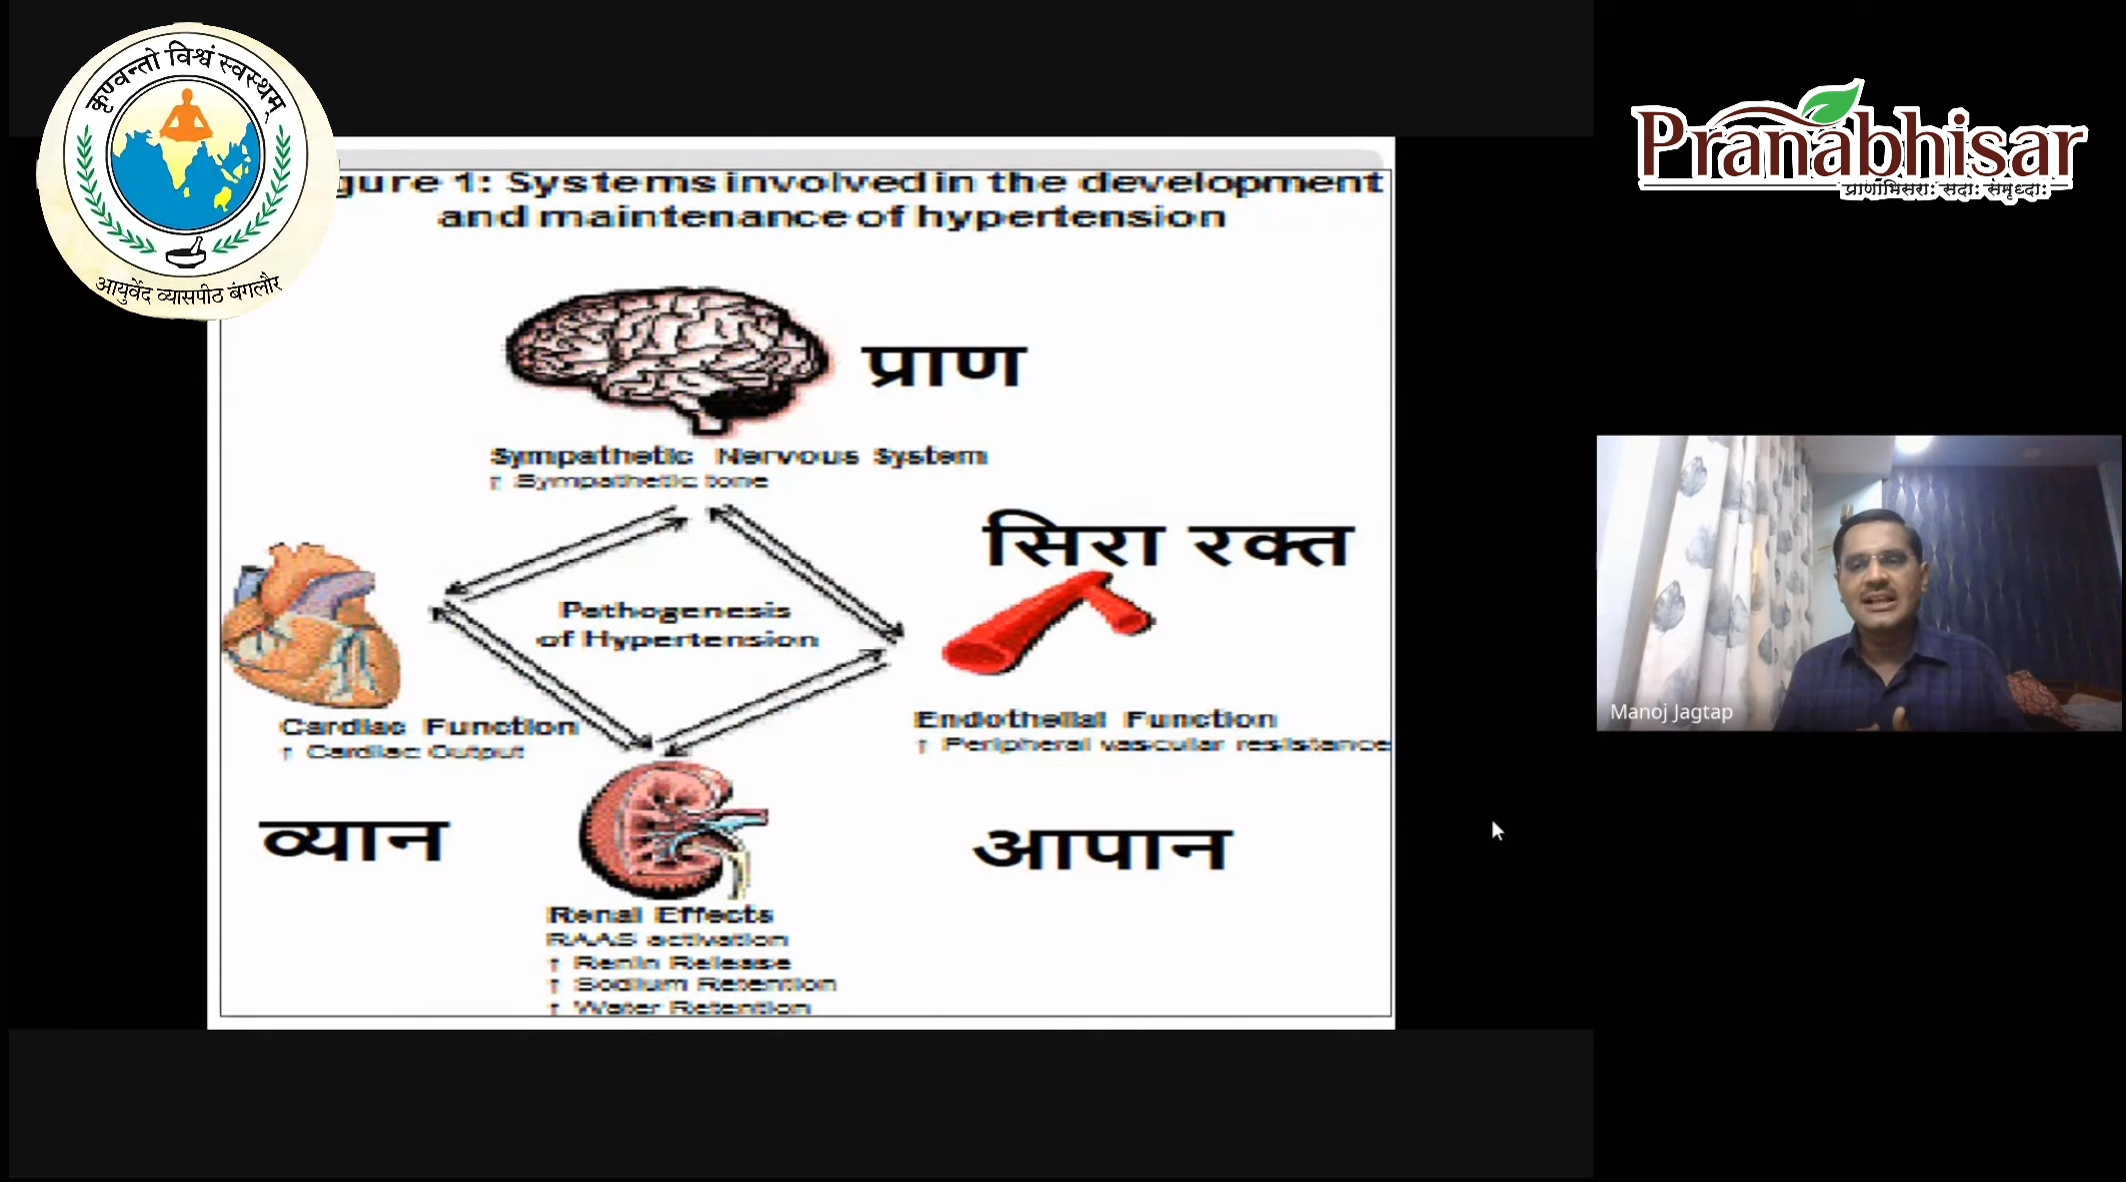 कृण्वन्तो विश्वं स्वस्थम्
आयुर्वेद व्यासपीठ बंगलौर
Pranabhisar
प्राणाभिसराः सदाः संमृध्दाः
gure 1: Systems involved in the development
and maintenance of hypertension
प्राण
Sympathetic Nervous System
↑ Sympathetic tone
सिरा रक्त
Pathogenesis
of Hypertension
Cardiac Function
↑ Cardiac Output
Endothelial Function
↑ Peripheral vascular resistance
व्यान
आपान
Renal Effects
RAAS activation
↑ Renin Release
↑ Sodium Retention
↑ Water Retention
Manoj Jagtap